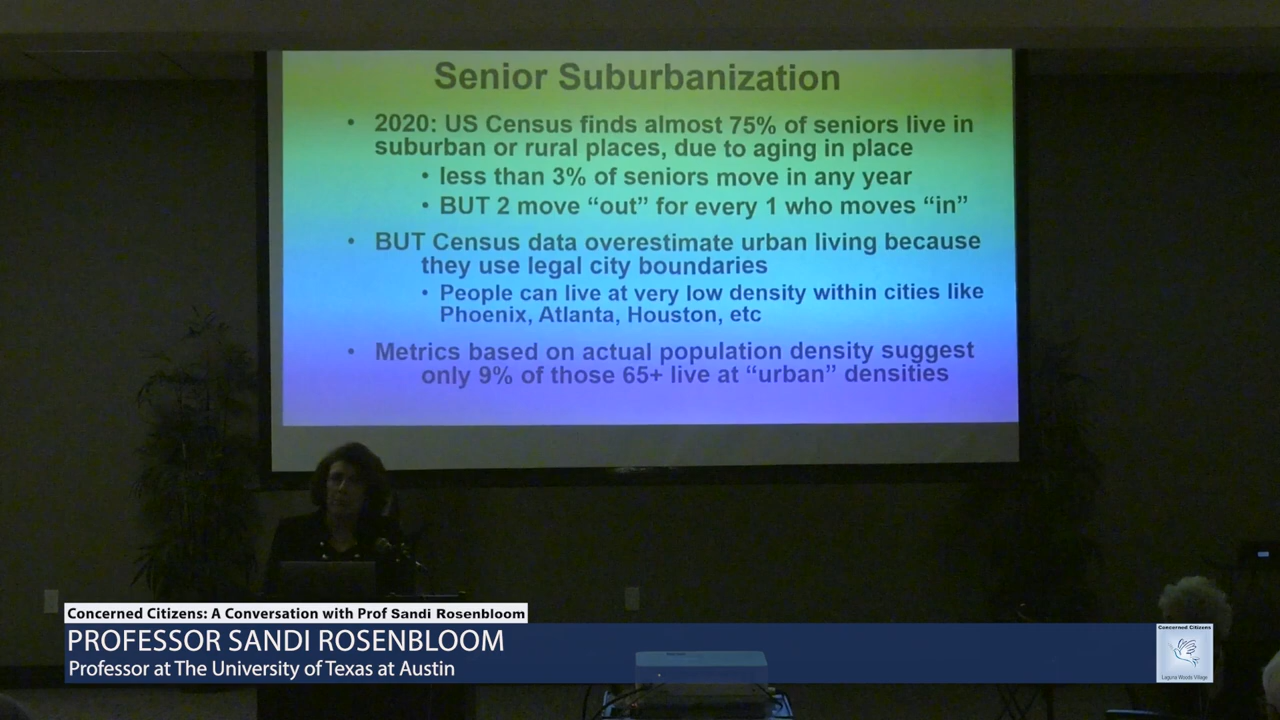 Senior Suburbanization
• 2020: US Census finds almost 75% of seniors live in
suburban or rural places, due to aging in place
• less than 3% of seniors move in any year
• BUT 2 move “out” for every 1 who moves “in”
• BUT Census data overestimate urban living because
they use legal city boundaries
• People can live at very low density within cities like
Phoenix, Atlanta, Houston, etc
• Metrics based on actual population density suggest
only 9% of those 65+ live at “urban” densities
Concerned Citizens: A Conversation with Prof Sandi Rosenbloom
PROFESSOR SANDI ROSENBLOOM
Professor at The University of Texas at Austin
Concerned Citizens
Laguna Woods Village